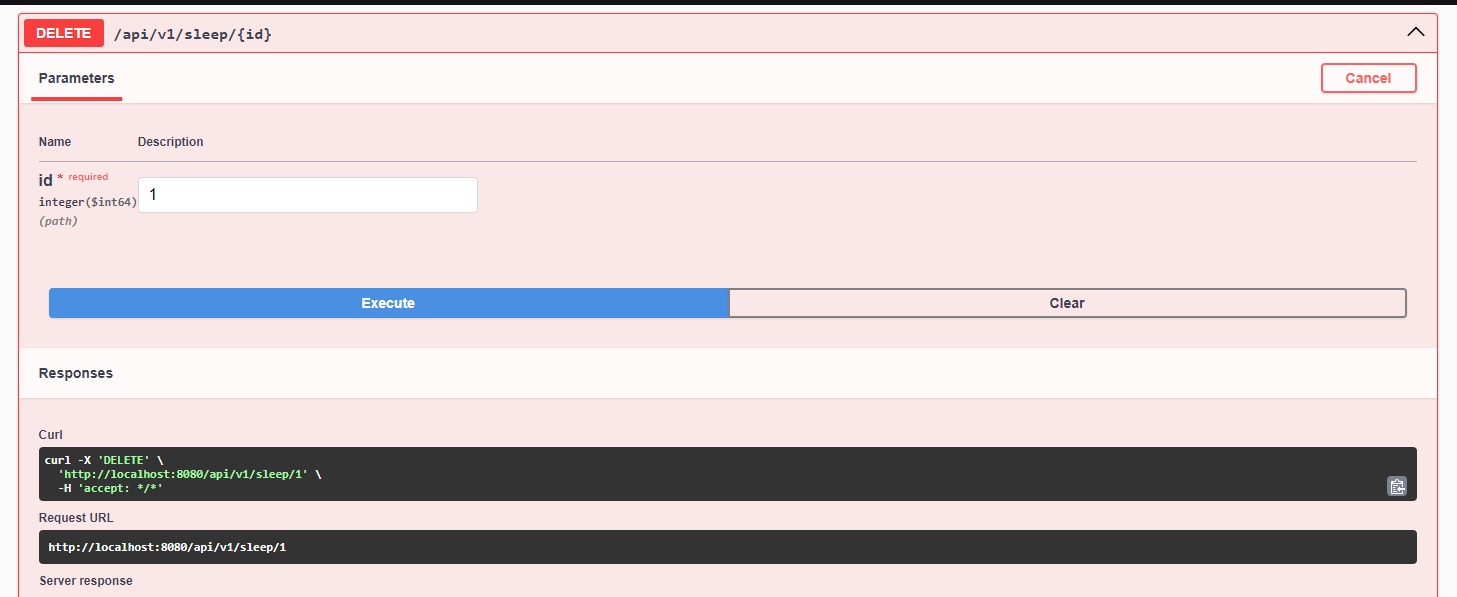 DELETE /api/v1/sleep/{id}
Parameters Cancel
Name Description
id * required
integer($int64)
(path)
1
Execute Clear
Responses
Curl
curl -X 'DELETE' \
  'http://localhost:8080/api/v1/sleep/1' \
  -H 'accept: */*'
Request URL
http://localhost:8080/api/v1/sleep/1
Server response